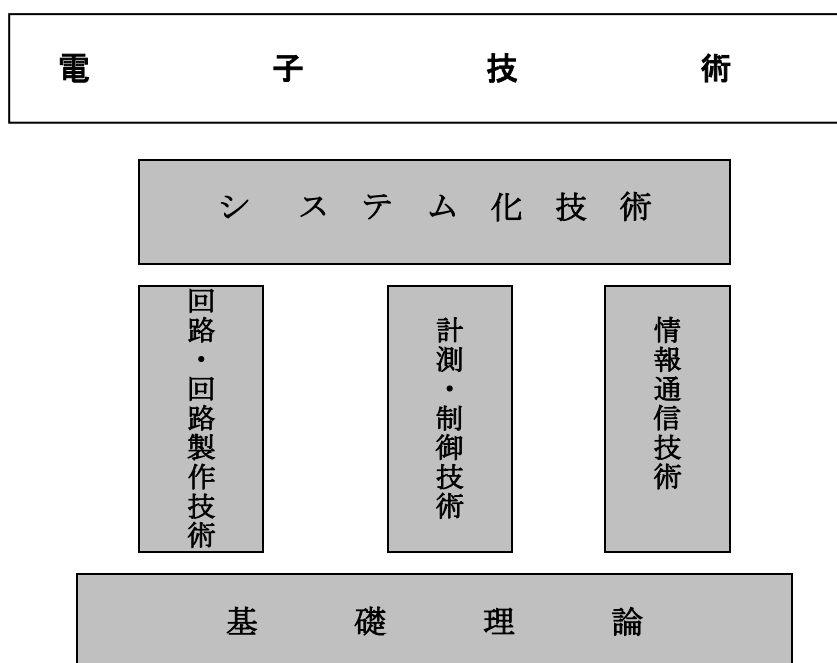 電子技術
システム化技術
回路・回路製作技術
計測・制御技術
情報通信技術
基礎理論